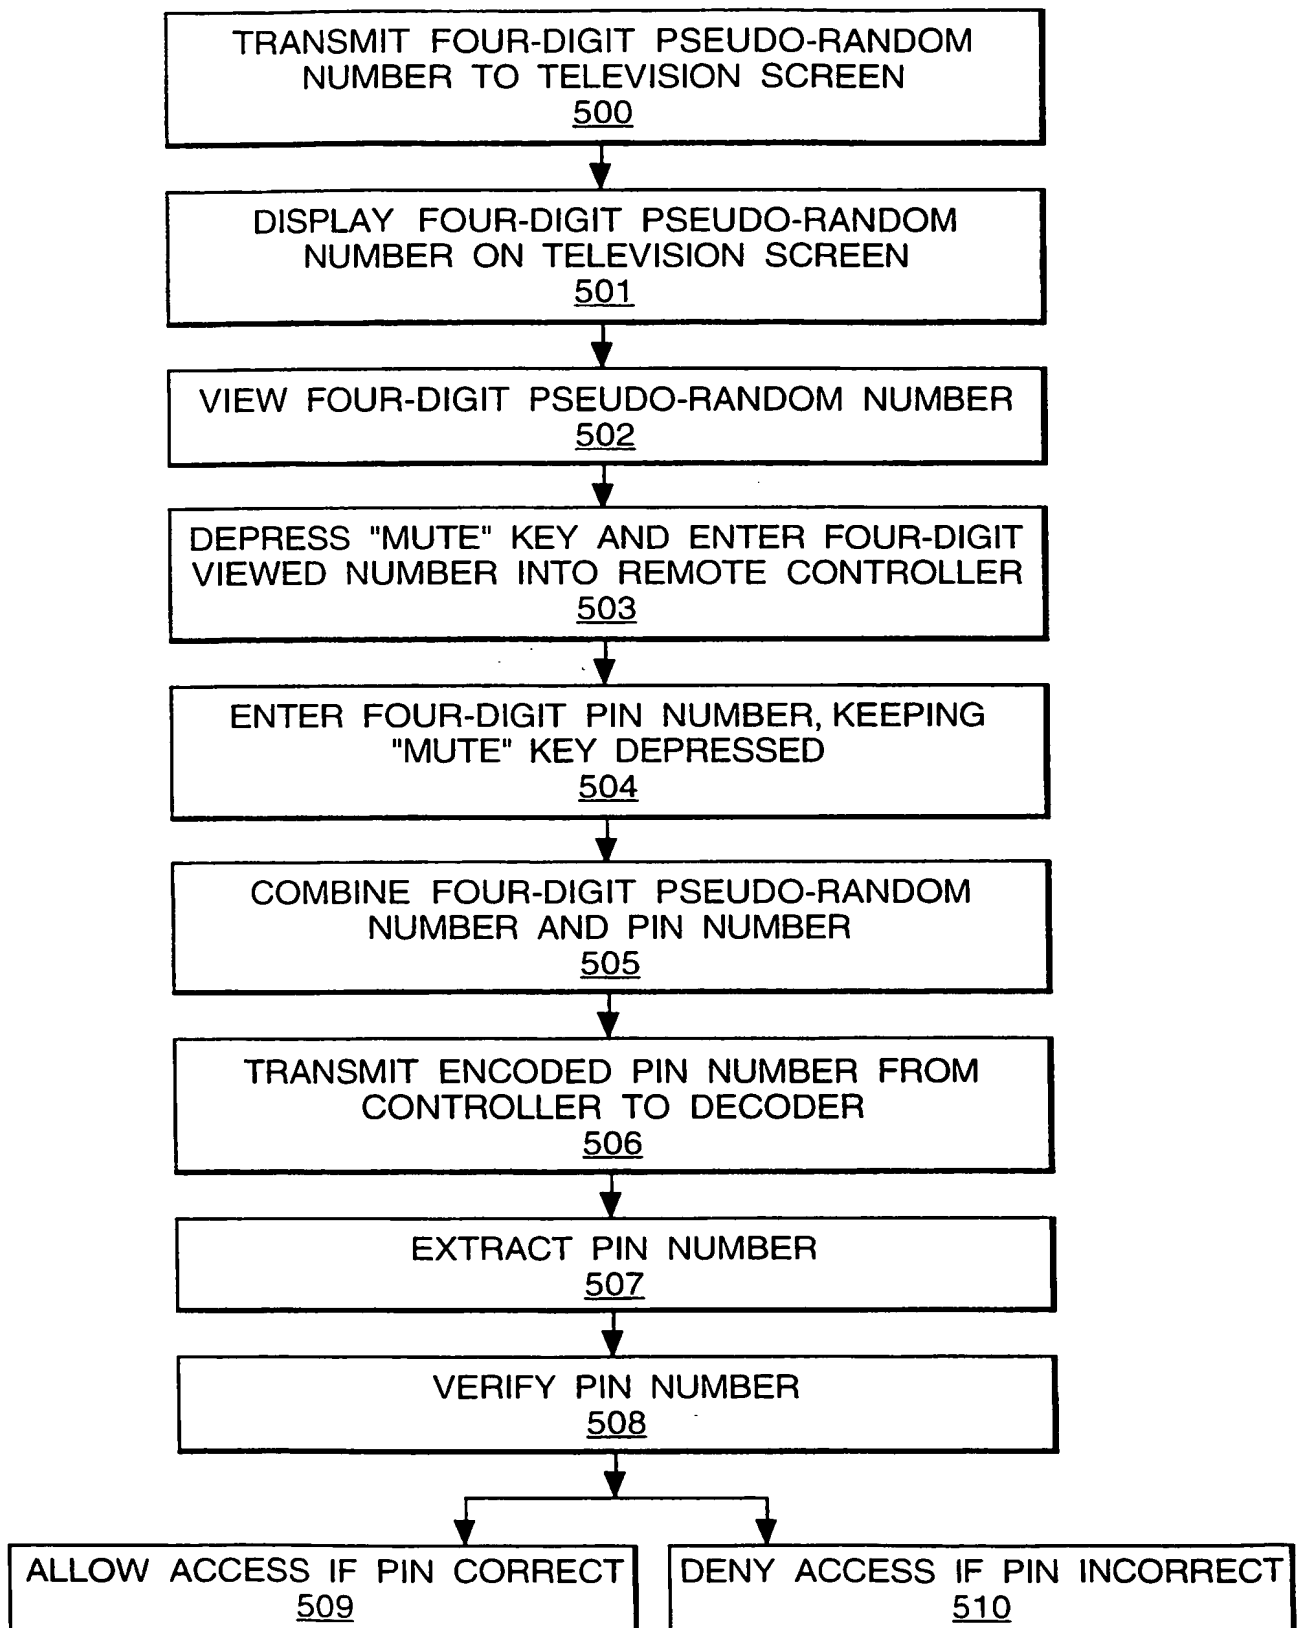 TRANSMIT FOUR-DIGIT PSEUDO-RANDOM
NUMBER TO TELEVISION SCREEN
500
DISPLAY FOUR-DIGIT PSEUDO-RANDOM
NUMBER ON TELEVISION SCREEN
501
VIEW FOUR-DIGIT PSEUDO-RANDOM NUMBER
502
DEPRESS "MUTE" KEY AND ENTER FOUR-DIGIT
VIEWED NUMBER INTO REMOTE CONTROLLER
503
ENTER FOUR-DIGIT PIN NUMBER, KEEPING
"MUTE" KEY DEPRESSED
504
COMBINE FOUR-DIGIT PSEUDO-RANDOM
NUMBER AND PIN NUMBER
505
TRANSMIT ENCODED PIN NUMBER FROM
CONTROLLER TO DECODER
506
EXTRACT PIN NUMBER
507
VERIFY PIN NUMBER
508
ALLOW ACCESS IF PIN CORRECT
509
DENY ACCESS IF PIN INCORRECT
510